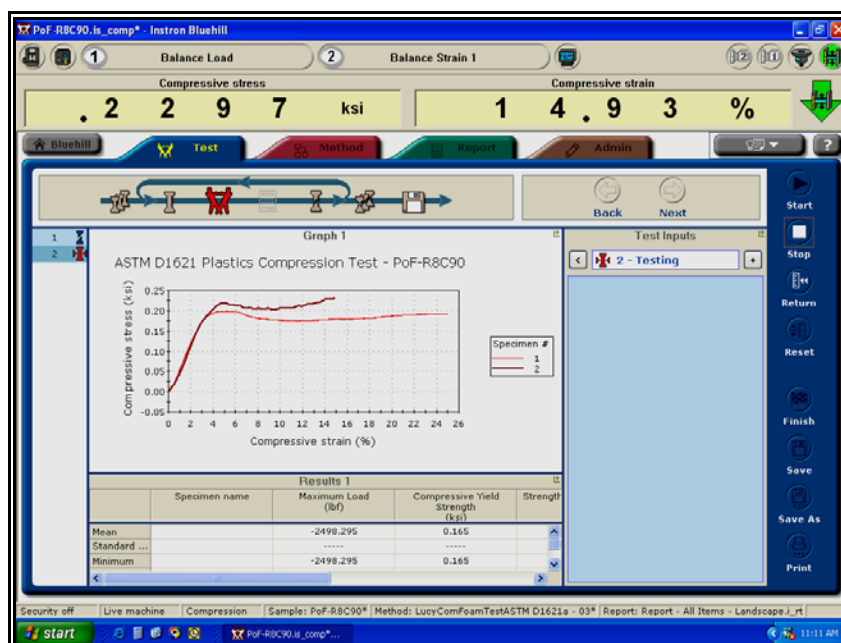 PoF-R8C90.is_comp* - Instron Bluehill
1 Balance Load 2 Balance Strain 1
Compressive stress Compressive strain
.2297 ksi 14.93 %
Bluehill Test Method Report Admin ?
Back Next
Start
Stop
Return
Reset
Finish
Save
Save As
Print
1
2
Graph 1
ASTM D1621 Plastics Compression Test - PoF-R8C90
Compressive stress (ksi)
0.25
0.20
0.15
0.10
0.05
0.00
-0.05
0 2 4 6 8 10 12 14 16 18 20 22 24 26
Compressive strain (%)
Specimen #
1
2
Test Inputs
< 2 - Testing +
Results 1
Specimen name Maximum Load (lbf) Compressive Yield Strength (ksi) Strength
Mean -2498.295 0.165
Standard ... ----- -----
Minimum -2498.295 0.165
Security off Live machine Compression Sample: PoF-R8C90* Method: LucyComFoamTestASTM D1621a - 03* Report: Report - All Items - Landscape.i_rt
start PoF-R8C90.is_comp*... 11:11 AM